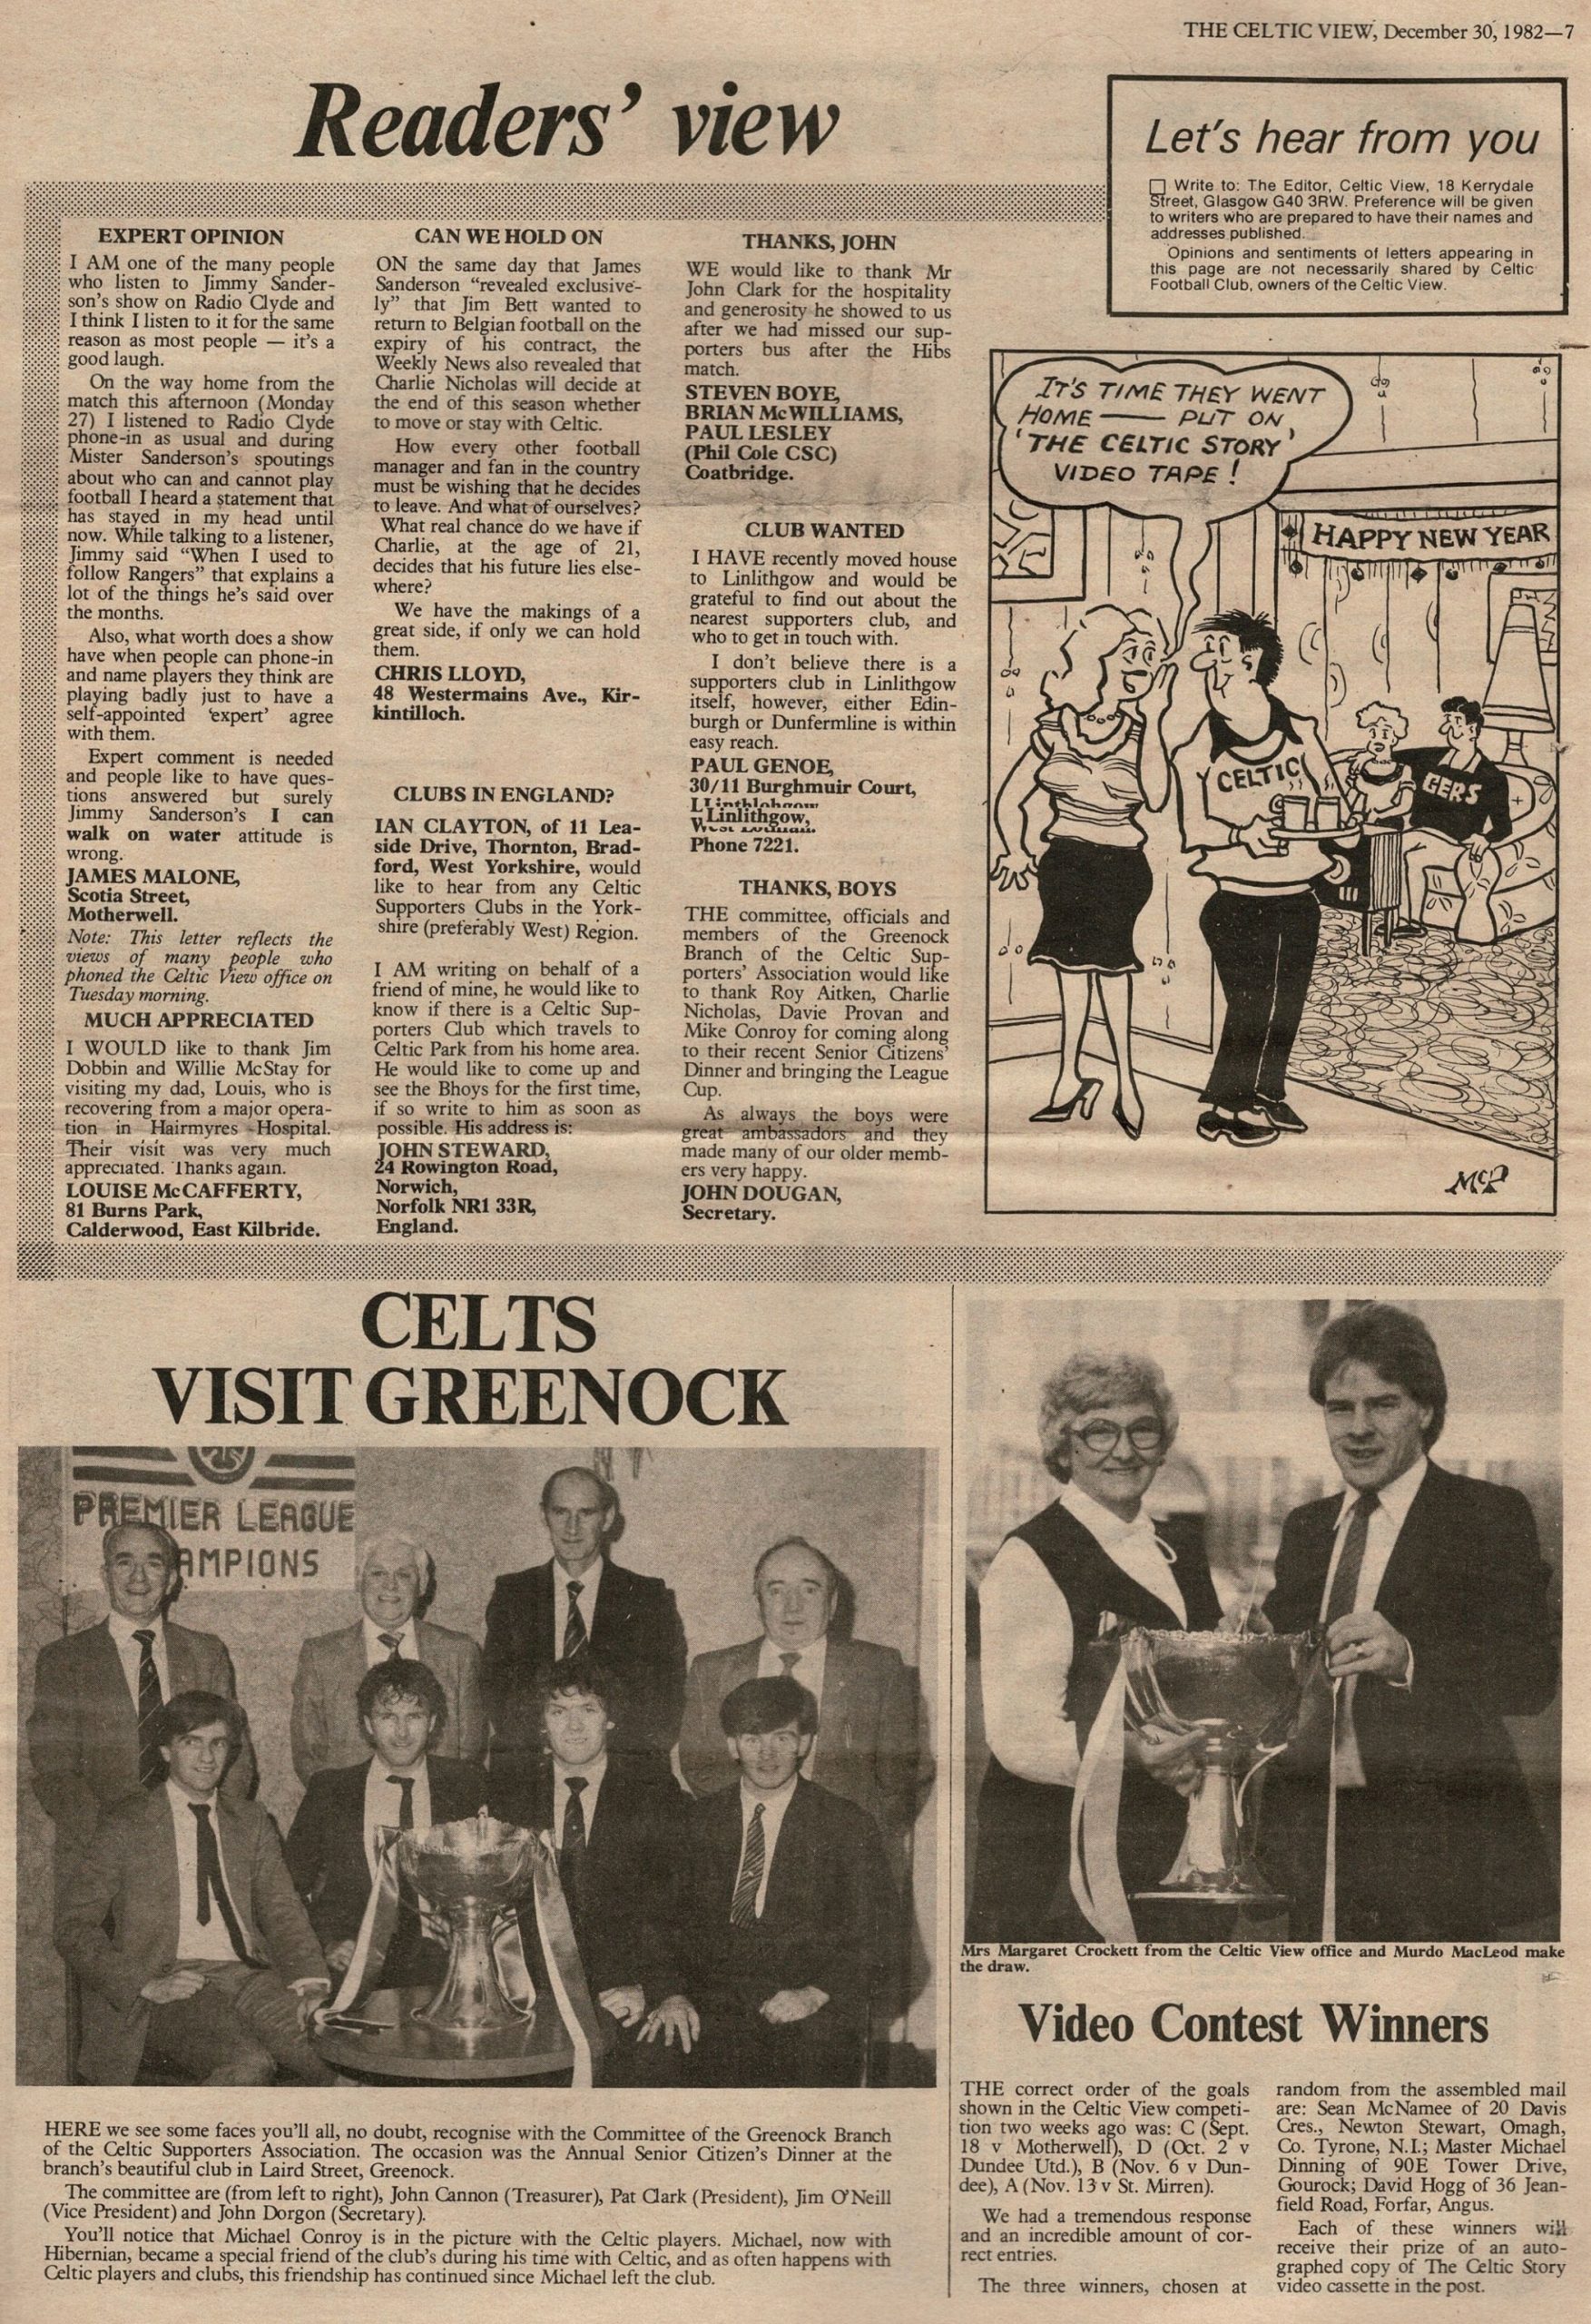 THE CELTIC VIEW, December 30, 1982—7
Readers' view
Let's hear from you
☐ Write to: The Editor, Celtic View, 18 Kerrydale
Street, Glasgow G40 3RW. Preference will be given
to writers who are prepared to have their names and
addresses published.
Opinions and sentiments of letters appearing in
this page are not necessarily shared by Celtic
Football Club, owners of the Celtic View.
EXPERT OPINION
I AM one of the many people
who listen to Jimmy Sander-
son's show on Radio Clyde and
I think I listen to it for the same
reason as most people — it's a
good laugh.
On the way home from the
match this afternoon (Monday
27) I listened to Radio Clyde
phone-in as usual and during
Mister Sanderson's spoutings
about who can and cannot play
football I heard a statement that
has stayed in my head until
now. While talking to a listener,
Jimmy said "When I used to
follow Rangers" that explains a
lot of the things he's said over
the months.
Also, what worth does a show
have when people can phone-in
and name players they think are
playing badly just to have a
self-appointed 'expert' agree
with them.
Expert comment is needed
and people like to have ques-
tions answered but surely
Jimmy Sanderson's I can
walk on water attitude is
wrong.
JAMES MALONE,
Scotia Street,
Motherwell.
Note: This letter reflects the
views of many people who
phoned the Celtic View office on
Tuesday morning.
MUCH APPRECIATED
I WOULD like to thank Jim
Dobbin and Willie McStay for
visiting my dad, Louis, who is
recovering from a major opera-
tion in Hairmyres Hospital.
Their visit was very much
appreciated. Thanks again.
LOUISE McCAFFERTY,
81 Burns Park,
Calderwood, East Kilbride.
CAN WE HOLD ON
ON the same day that James
Sanderson "revealed exclusive-
ly" that Jim Bett wanted to
return to Belgian football on the
expiry of his contract, the
Weekly News also revealed that
Charlie Nicholas will decide at
the end of this season whether
to move or stay with Celtic.
How every other football
manager and fan in the country
must be wishing that he decides
to leave. And what of ourselves?
What real chance do we have if
Charlie, at the age of 21,
decides that his future lies else-
where?
We have the makings of a
great side, if only we can hold
them.
CHRIS LLOYD,
48 Westermains Ave., Kir-
kintilloch.
CLUBS IN ENGLAND?
IAN CLAYTON, of 11 Lea-
side Drive, Thornton, Brad-
ford, West Yorkshire, would
like to hear from any Celtic
Supporters Clubs in the York-
shire (preferably West) Region.
I AM writing on behalf of a
friend of mine, he would like to
know if there is a Celtic Sup-
porters Club which travels to
Celtic Park from his home area.
He would like to come up and
see the Bhoys for the first time,
if so write to him as soon as
possible. His address is:
JOHN STEWARD,
24 Rowington Road,
Norwich,
Norfolk NR1 33R,
England.
THANKS, JOHN
WE would like to thank Mr
John Clark for the hospitality
and generosity he showed to us
after we had missed our sup-
porters bus after the Hibs
match.
STEVEN BOYE,
BRIAN McWILLIAMS,
PAUL LESLEY
(Phil Cole CSC)
Coatbridge.
CLUB WANTED
I HAVE recently moved house
to Linlithgow and would be
grateful to find out about the
nearest supporters club, and
who to get in touch with.
I don't believe there is a
supporters club in Linlithgow
itself, however, either Edin-
burgh or Dunfermline is within
easy reach.
PAUL GENOE,
30/11 Burghmuir Court,
Linlithgow,
Phone 7221.
THANKS, BOYS
THE committee, officials and
members of the Greenock
Branch of the Celtic Sup-
porters' Association would like
to thank Roy Aitken, Charlie
Nicholas, Davie Provan and
Mike Conroy for coming along
to their recent Senior Citizens'
Dinner and bringing the League
Cup.
As always the boys were
great ambassadors and they
made many of our older memb-
ers very happy.
JOHN DOUGAN,
Secretary.
IT'S TIME THEY WENT
HOME — PUT ON,
'THE CELTIC STORY'
VIDEO TAPE!
HAPPY NEW YEAR
CELTIC
GERS
McP
CELTS
VISIT GREENOCK
PREMIER LEAGUE
AMPIONS
HERE we see some faces you'll all, no doubt, recognise with the Committee of the Greenock Branch
of the Celtic Supporters Association. The occasion was the Annual Senior Citizen's Dinner at the
branch's beautiful club in Laird Street, Greenock.
The committee are (from left to right), John Cannon (Treasurer), Pat Clark (President), Jim O'Neill
(Vice President) and John Dorgon (Secretary).
You'll notice that Michael Conroy is in the picture with the Celtic players. Michael, now with
Hibernian, became a special friend of the club's during his time with Celtic, and as often happens with
Celtic players and clubs, this friendship has continued since Michael left the club.
Mrs Margaret Crockett from the Celtic View office and Murdo MacLeod make
the draw.
Video Contest Winners
THE correct order of the goals
shown in the Celtic View competi-
tion two weeks ago was: C (Sept.
18 v Motherwell), D (Oct. 2 v
Dundee Utd.), B (Nov. 6 v Dun-
dee), A (Nov. 13 v St. Mirren).
We had a tremendous response
and an incredible amount of cor-
rect entries.
The three winners, chosen at
random from the assembled mail
are: Sean McNamee of 20 Davis
Cres., Newton Stewart, Omagh,
Co. Tyrone, N.I.; Master Michael
Dinning of 90E Tower Drive,
Gourock; David Hogg of 36 Jean-
field Road, Forfar, Angus.
Each of these winners will
receive their prize of an auto-
graphed copy of The Celtic Story
video cassette in the post.